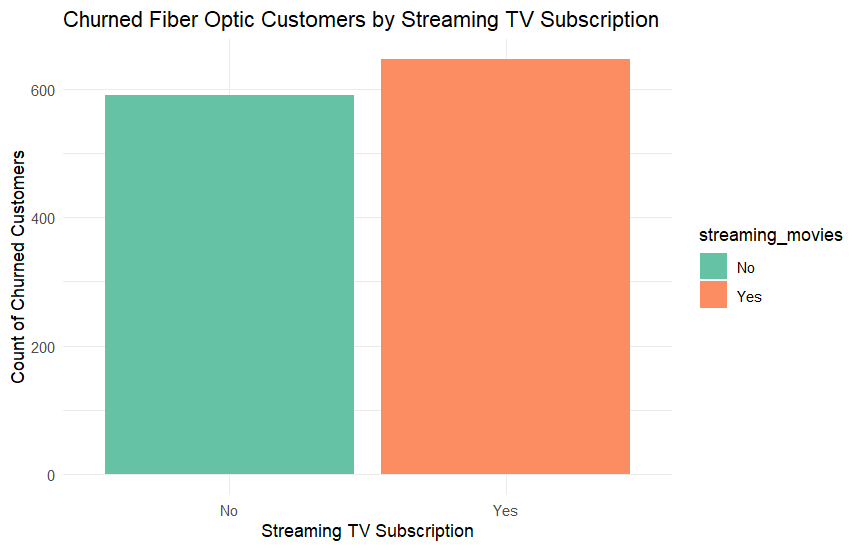 Churned Fiber Optic Customers by Streaming TV Subscription
Count of Churned Customers
600
400
200
0
No
Yes
Streaming TV Subscription
streaming_movies
No
Yes